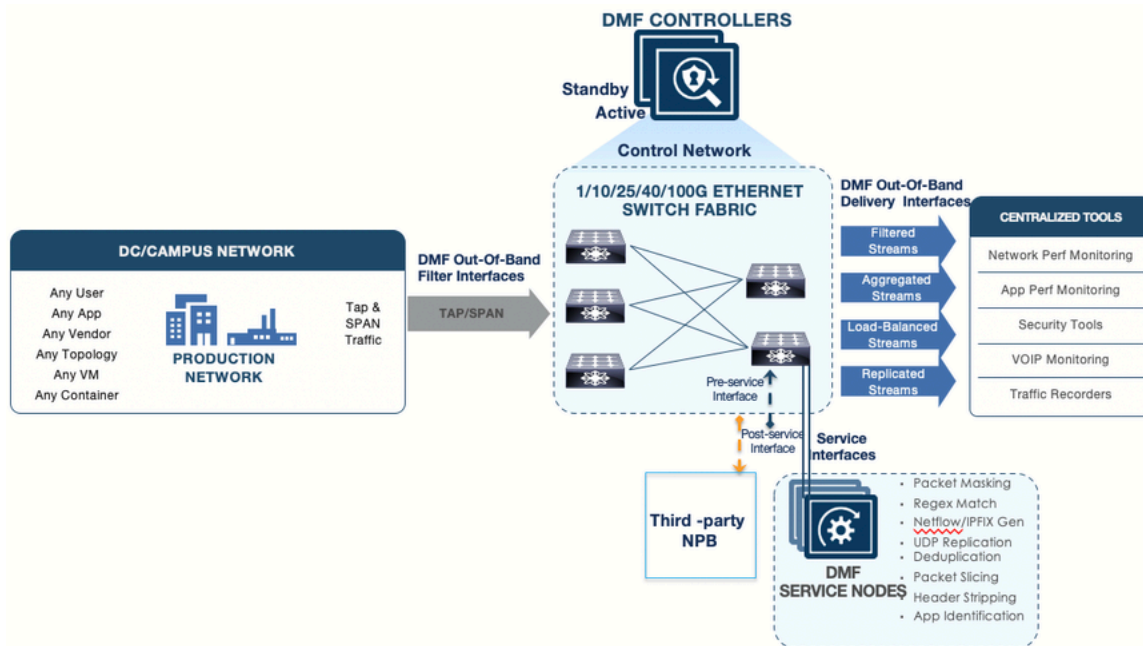 DMF CONTROLLERS
Standby
Active
Control Network
1/10/25/40/100G ETHERNET
SWITCH FABRIC
DC/CAMPUS NETWORK
Any User
Any App
Any Vendor
Any Topology
Any VM
Any Container
PRODUCTION
NETWORK
Tap &
SPAN
Traffic
DMF Out-Of-Band
Filter Interfaces
TAP/SPAN
Pre-service
Interface
Post-service
Interface
DMF Out-Of-Band
Delivery Interfaces
Filtered
Streams
Aggregated
Streams
Load-Balanced
Streams
Replicated
Streams
CENTRALIZED TOOLS
Network Perf Monitoring
App Perf Monitoring
Security Tools
VOIP Monitoring
Traffic Recorders
Service
Interfaces
Third -party
NPB
DMF
SERVICE NODES
• Packet Masking
• Regex Match
• Netflow/IPFIX Gen
• UDP Replication
• Deduplication
• Packet Slicing
• Header Stripping
• App Identification